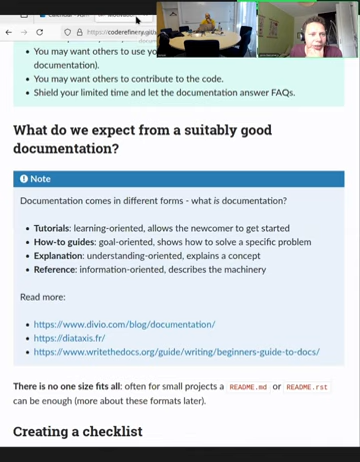 Calendar
https://coderefinery.gith
You may want others to use yo
documentation).
You may want others to contribute to the code.
Shield your limited time and let the documentation answer FAQs.
What do we expect from a suitably good
documentation?
Note
Documentation comes in different forms - what is documentation?
Tutorials: learning-oriented, allows the newcomer to get started
How-to guides: goal-oriented, shows how to solve a specific problem
Explanation: understanding-oriented, explains a concept
Reference: information-oriented, describes the machinery
Read more:
https://www.divio.com/blog/documentation/
https://diataxis.fr/
https://www.writethedocs.org/guide/writing/beginners-guide-to-docs/
There is no one size fits all: often for small projects a README.md or README.rst
can be enough (more about these formats later).
Creating a checklist